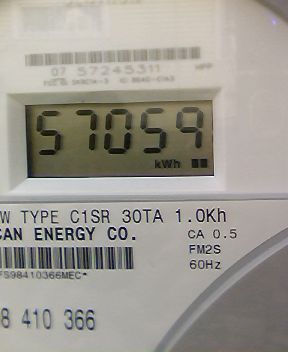 07 57245311
57059
kWh
W TYPE C1SR 30TA 1.0Kh
CAN ENERGY CO.
CA 0.5
FM2S
60Hz
FS98410366MEC*
8 410 366